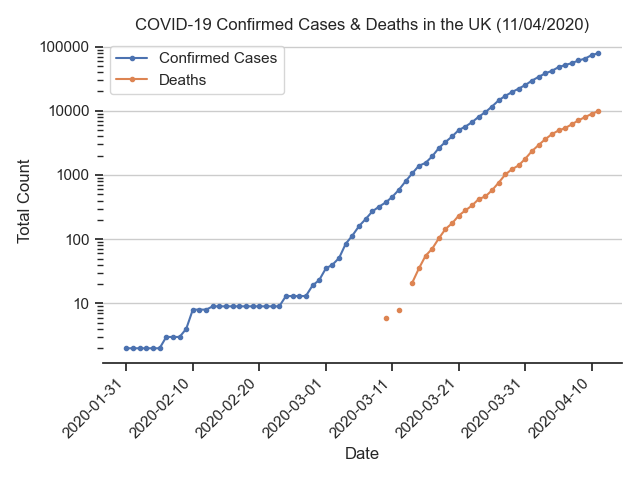 COVID-19 Confirmed Cases & Deaths in the UK (11/04/2020)
Confirmed Cases
Deaths
100000
10000
1000
100
10
Total Count
2020-01-31
2020-02-10
2020-02-20
2020-03-01
2020-03-11
2020-03-21
2020-03-31
2020-04-10
Date